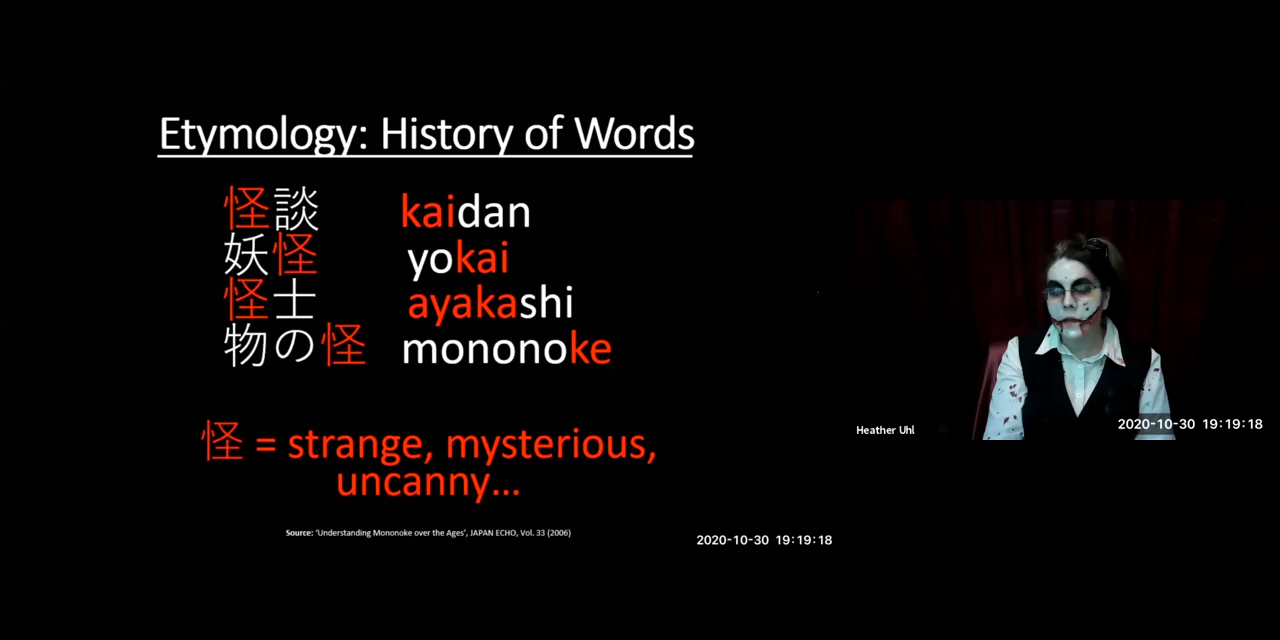 Etymology: History of Words
怪談 kaidan
妖怪 yokai
怪士 ayakashi
物の怪 mononoke
怪 = strange, mysterious,
uncanny...
Source: ‘Understanding Mononoke over the Ages’, JAPAN ECHO, Vol. 33 (2006)
2020-10-30 19:19:18
Heather Uhl
2020-10-30 19:19:18